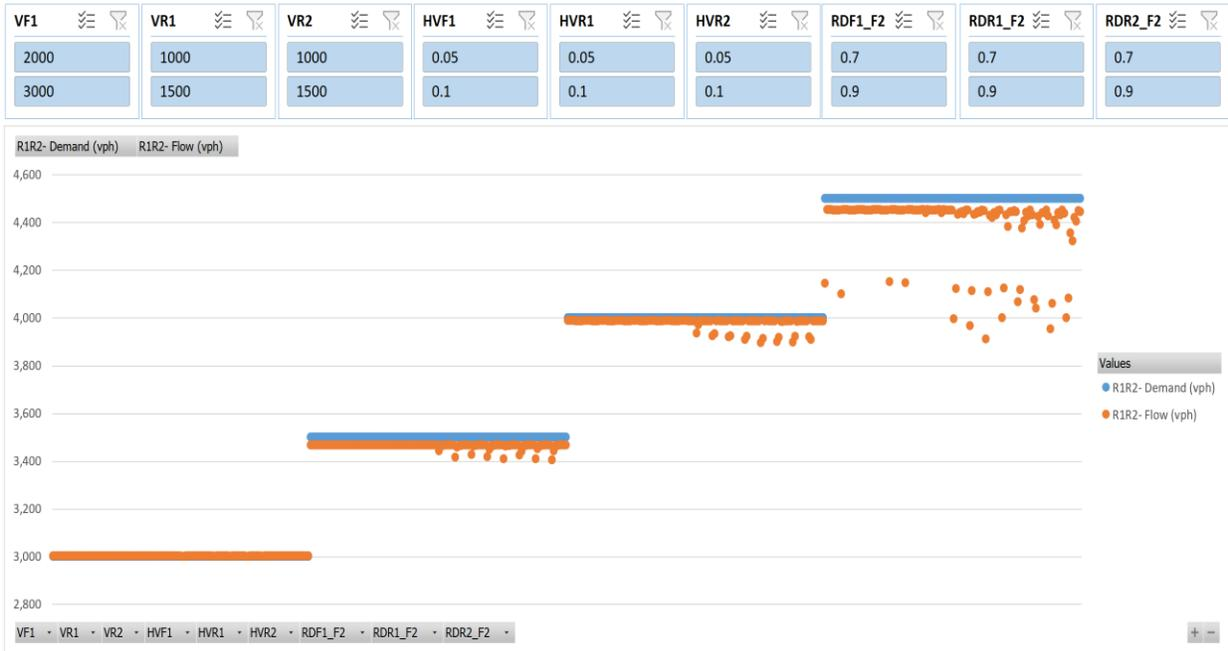 VF1 VR1 VR2 HVF1 HVR1 HVR2 RDF1_F2 RDR1_F2 RDR2_F2
2000 1000 1000 0.05 0.05 0.05 0.7 0.7 0.7
3000 1500 1500 0.1 0.1 0.1 0.9 0.9 0.9
R1R2- Demand (vph) R1R2- Flow (vph)
4,600
4,400
4,200
4,000
3,800
3,600
3,400
3,200
3,000
2,800
Values
R1R2- Demand (vph)
R1R2- Flow (vph)
VF1 VR1 VR2 HVF1 HVR1 HVR2 RDF1_F2 RDR1_F2 RDR2_F2
+ −